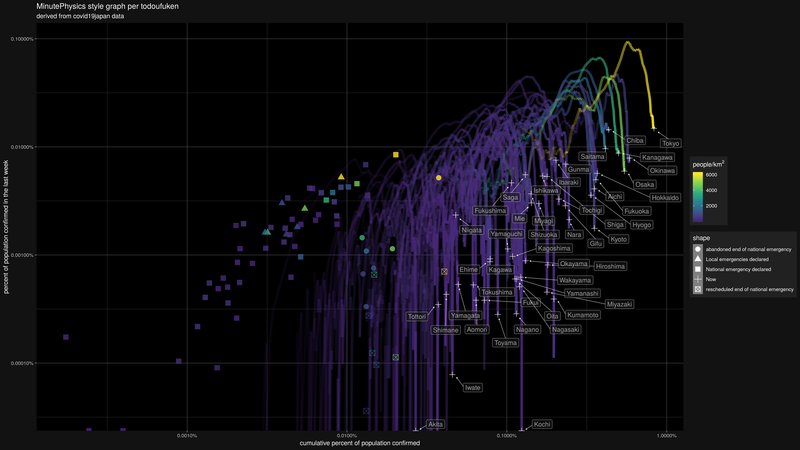 MinutePhysics style graph per todoufuken
derived from covid19japan data
percent of population confirmed in the last week
0.10000%
0.01000%
0.00100%
0.00010%
0.0010%
0.0100%
0.1000%
1.0000%
cumulative percent of population confirmed
Chiba
Tokyo
Saitama
Kanagawa
Gunma
Okinawa
Ibaraki
Osaka
Ishikawa
Saga
Aichi
Hokkaido
Fukushima
Tochigi
Fukuoka
Mie
Miyagi
Shiga
Hyogo
Niigata
Yamaguchi
Shizuoka
Nara
Gifu
Kyoto
Kagoshima
Ehime
Kagawa
Okayama
Hiroshima
Wakayama
Tokushima
Yamanashi
Fukui
Miyazaki
Tottori
Yamagata
Oita
Kumamoto
Shimane
Aomori
Nagano
Nagasaki
Toyama
Iwate
Akita
Kochi
people/km²
6000
4000
2000
shape
abandoned end of national emergency
Local emergencies declared
National emergency declared
Now
rescheduled end of national emergency